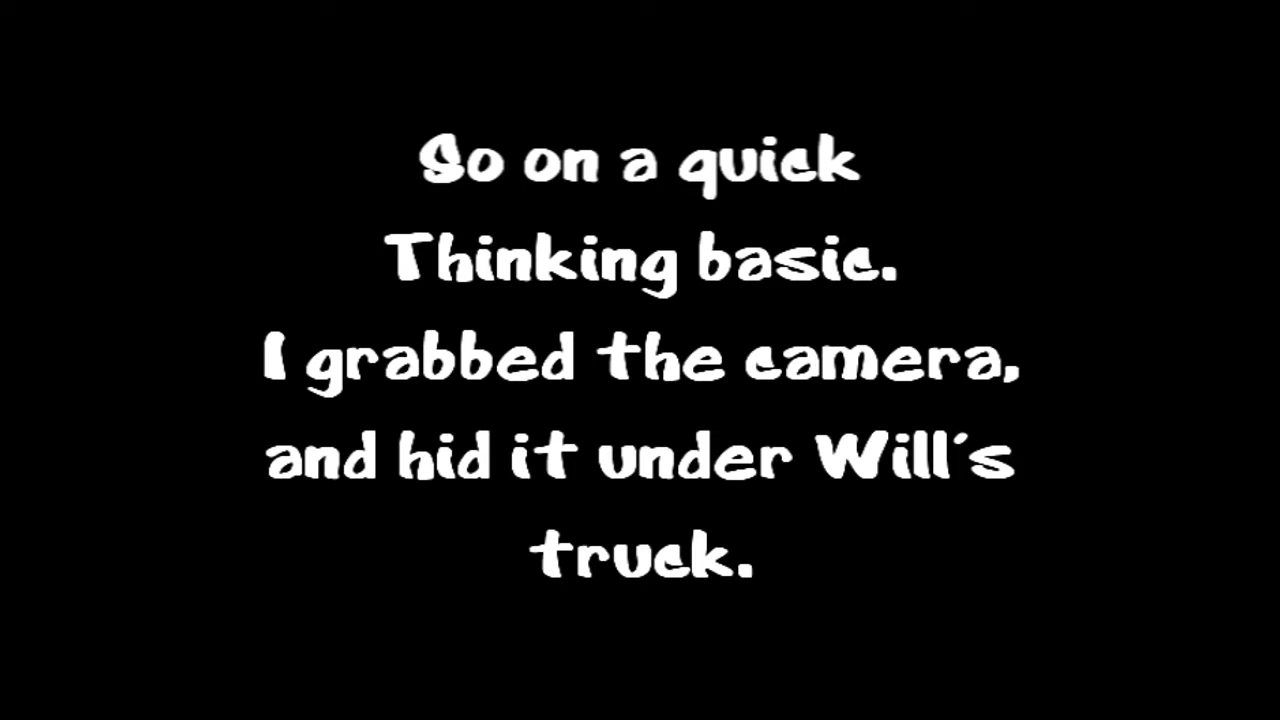 So on a quick
Thinking basic.
I grabbed the camera,
and hid it under Will's
truck.